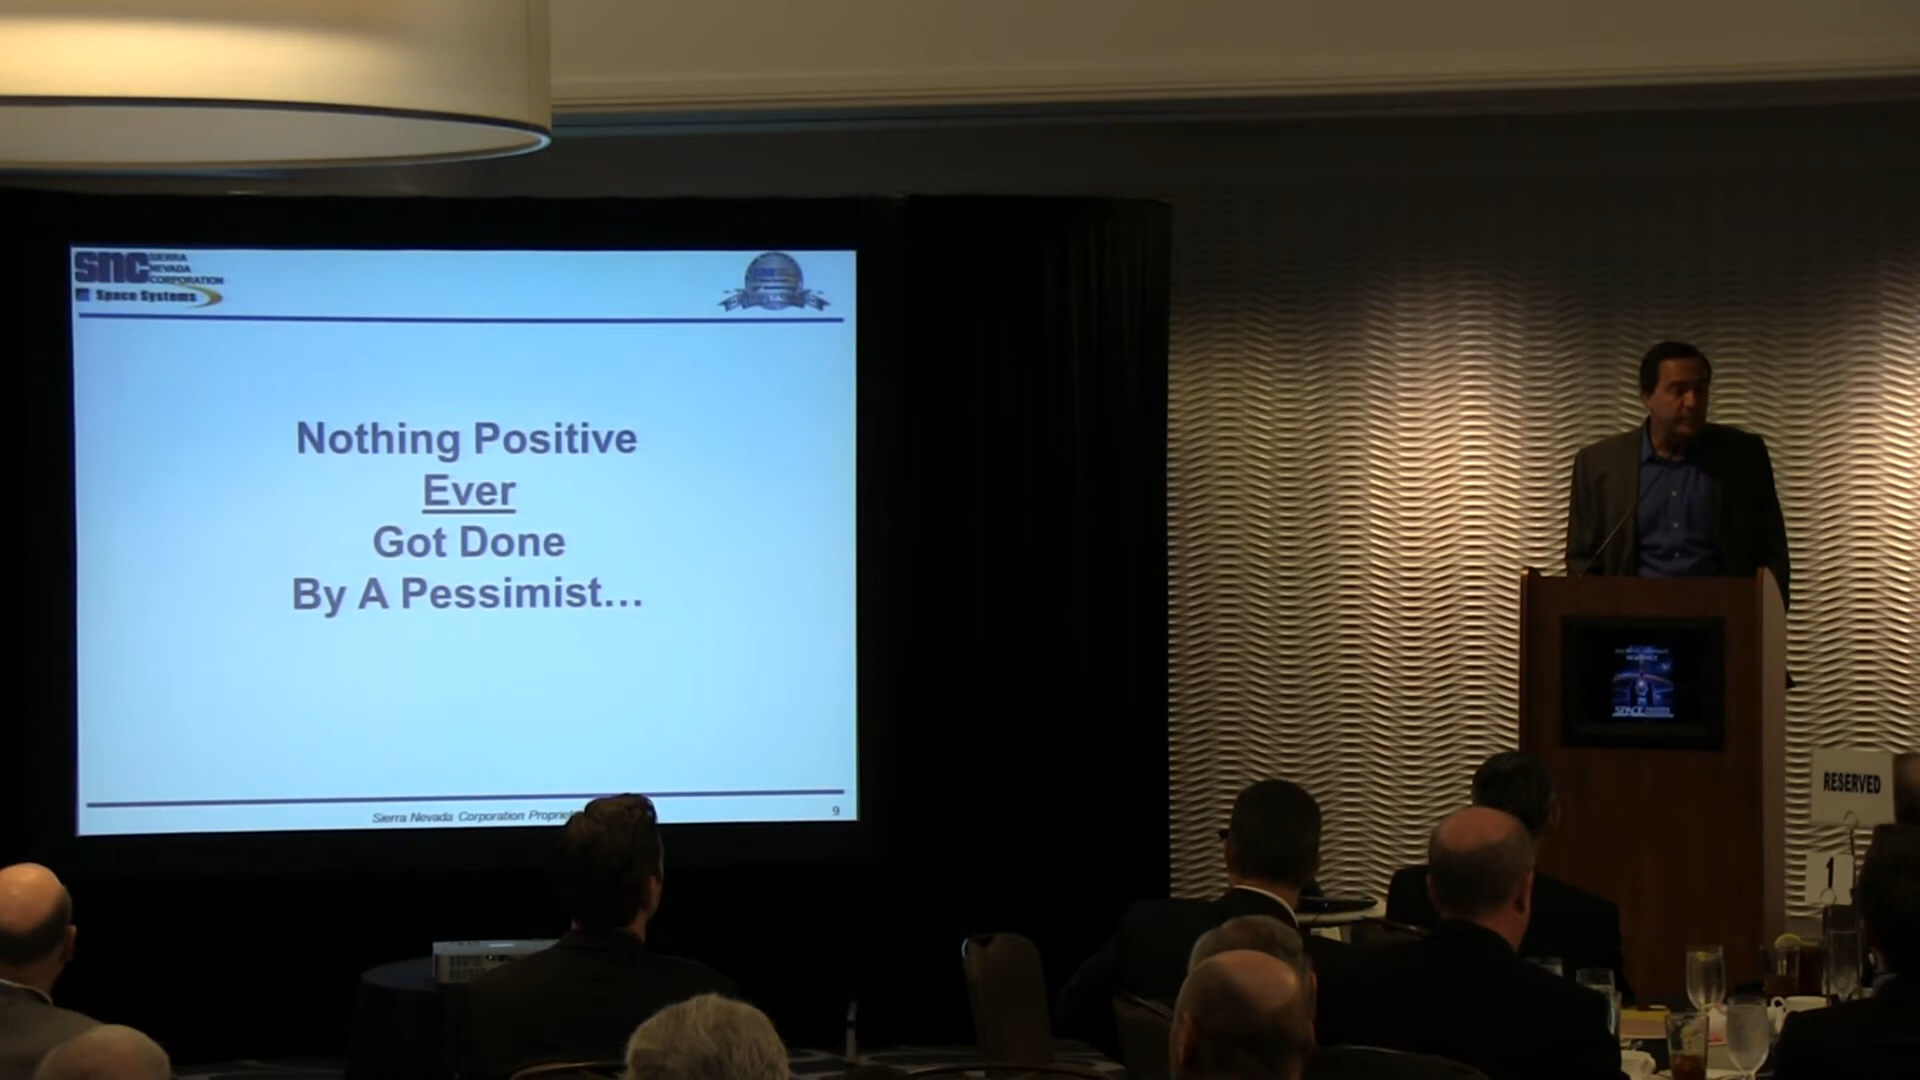 snc SIERRA
NEVADA
CORPORATION
Space Systems
Nothing Positive
Ever
Got Done
By A Pessimist…
Sierra Nevada Corporation
9
SPACE
RESERVED
1